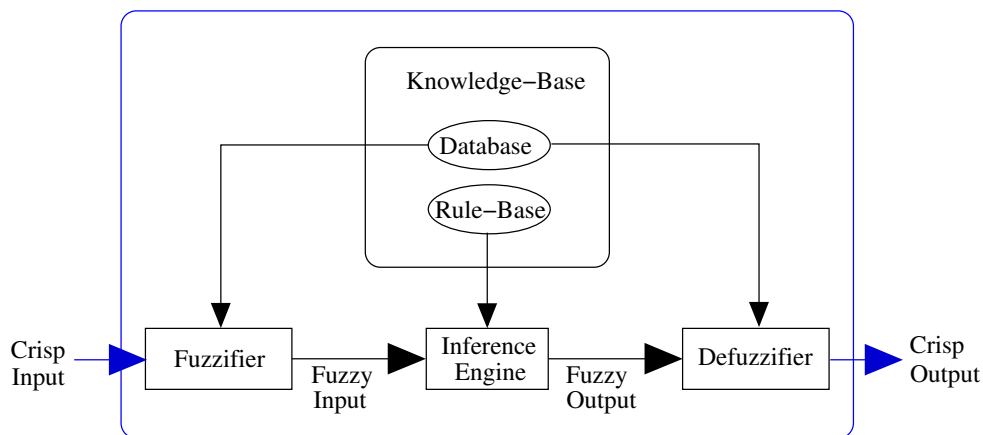 Knowledge−Base
Database
Rule−Base
Crisp
Input
Fuzzifier
Fuzzy
Input
Inference
Engine
Fuzzy
Output
Defuzzifier
Crisp
Output